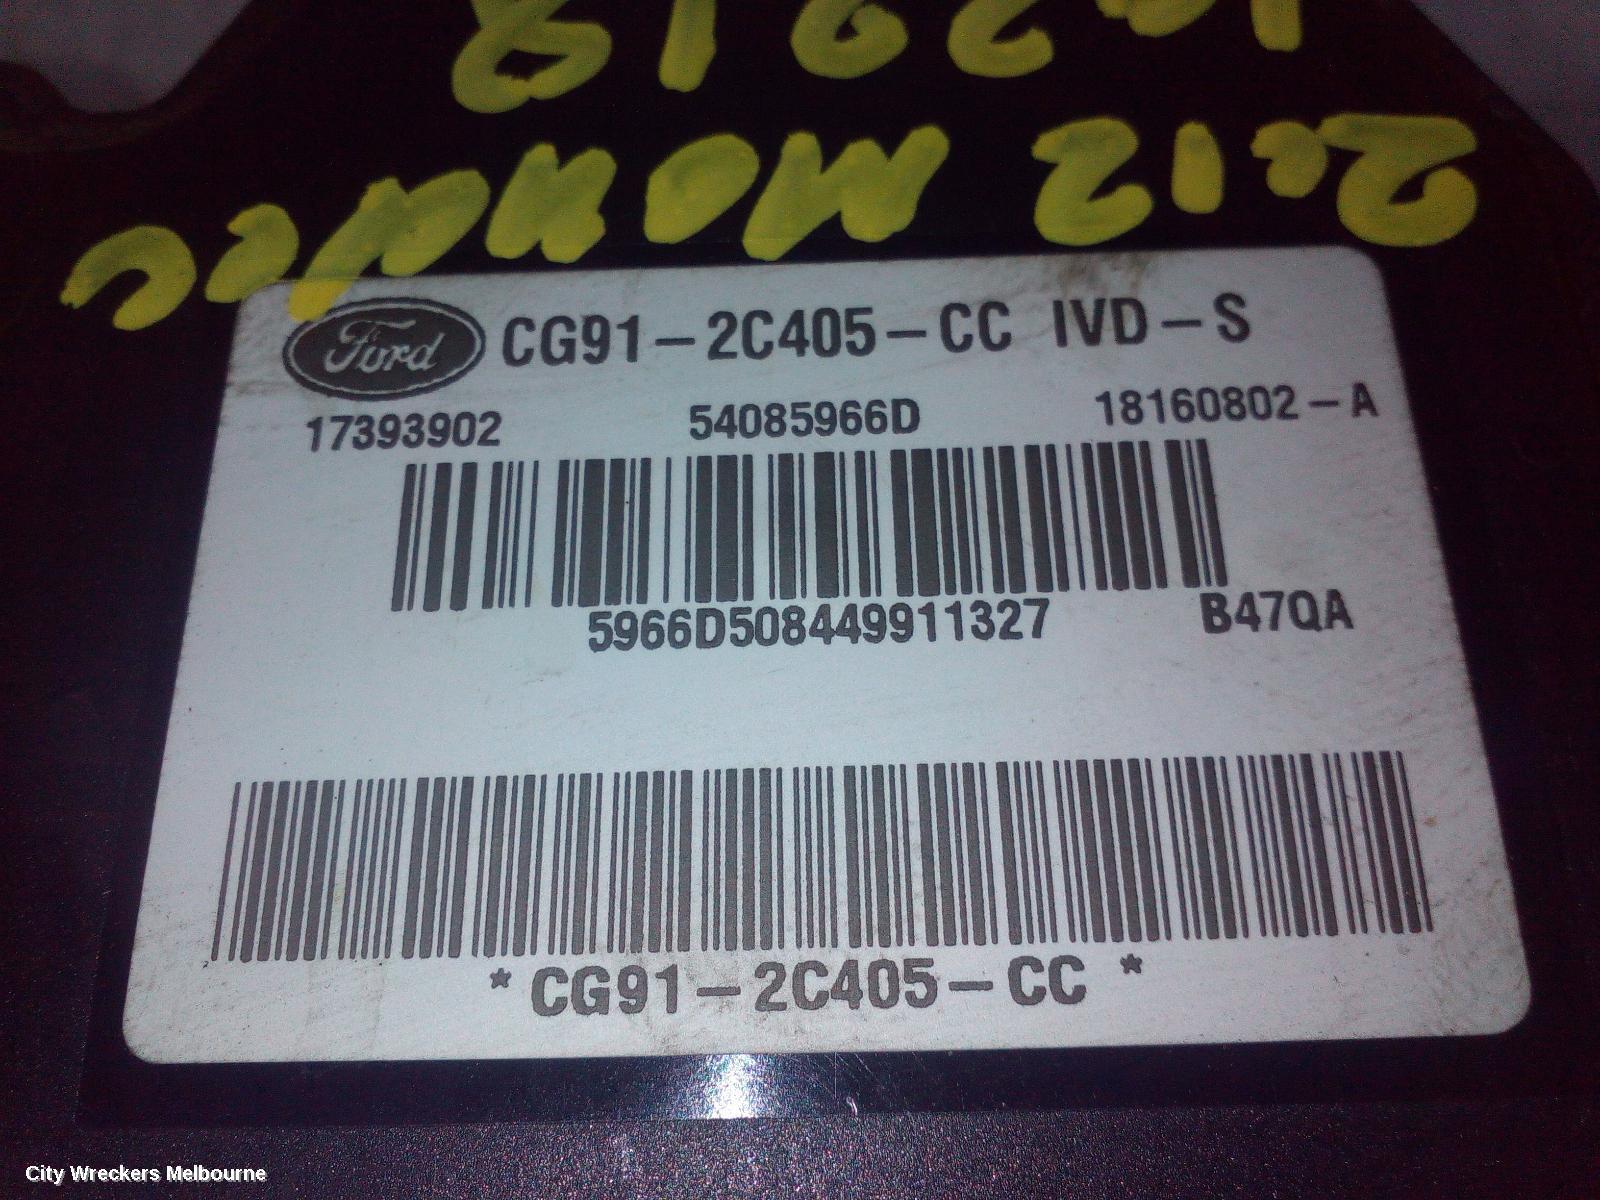 2012 MONDEO
Ford CG91-2C405-CC IVD-S
17393902 54085966D 18160802-A
5966D508449911327 B47QA
*CG91-2C405-CC*
City Wreckers Melbourne